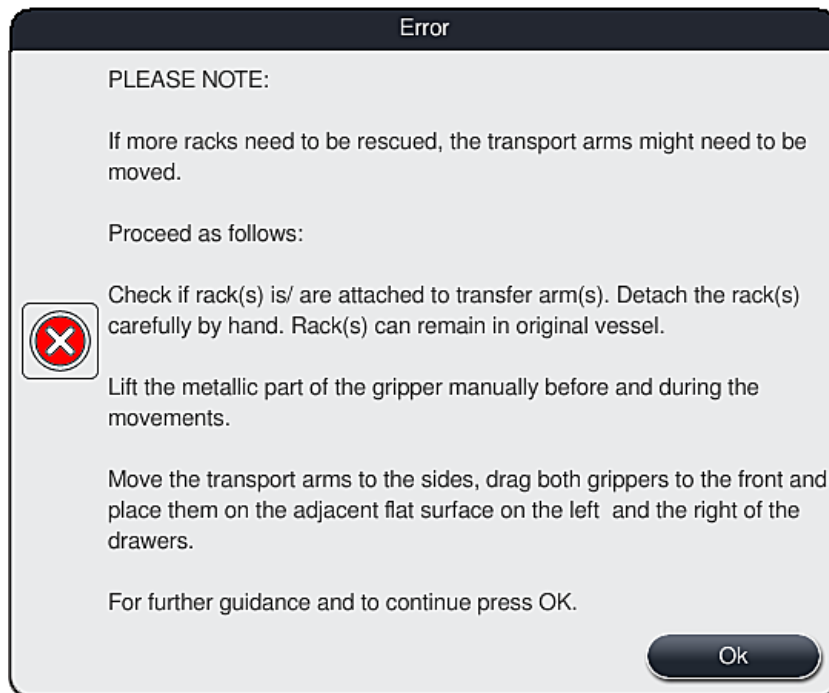 Error
PLEASE NOTE:
If more racks need to be rescued, the transport arms might need to be
moved.
Proceed as follows:
Check if rack(s) is/ are attached to transfer arm(s). Detach the rack(s)
carefully by hand. Rack(s) can remain in original vessel.
Lift the metallic part of the gripper manually before and during the
movements.
Move the transport arms to the sides, drag both grippers to the front and
place them on the adjacent flat surface on the left  and the right of the
drawers.
For further guidance and to continue press OK.
Ok